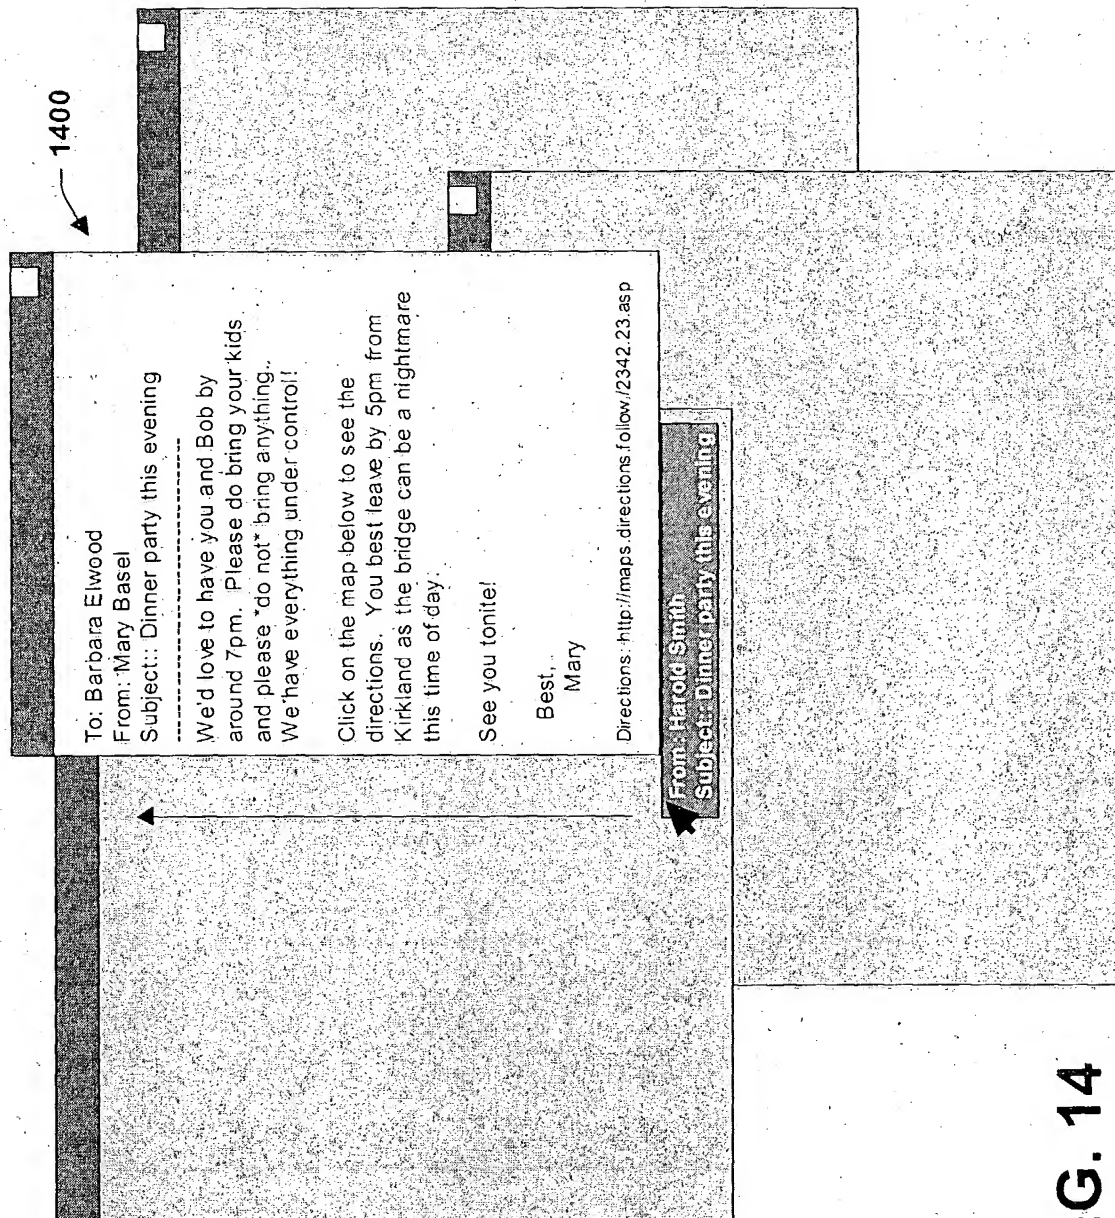 1400
To: Barbara Elwood
From: Mary Basel
Subject:: Dinner party this evening
---------------------------------------
We'd love to have you and Bob by
around 7pm. Please do bring your kids
and please *do not* bring anything..
We have everything under control!
Click on the map below to see the
directions. You best leave by 5pm from
Kirkland as the bridge can be a nightmare
this time of day.
See you tonite!
Best,
Mary
Directions: http://maps.directions.follow./2342.23.asp
From: Harold Smith
Subject: Dinner party this evening
G. 14